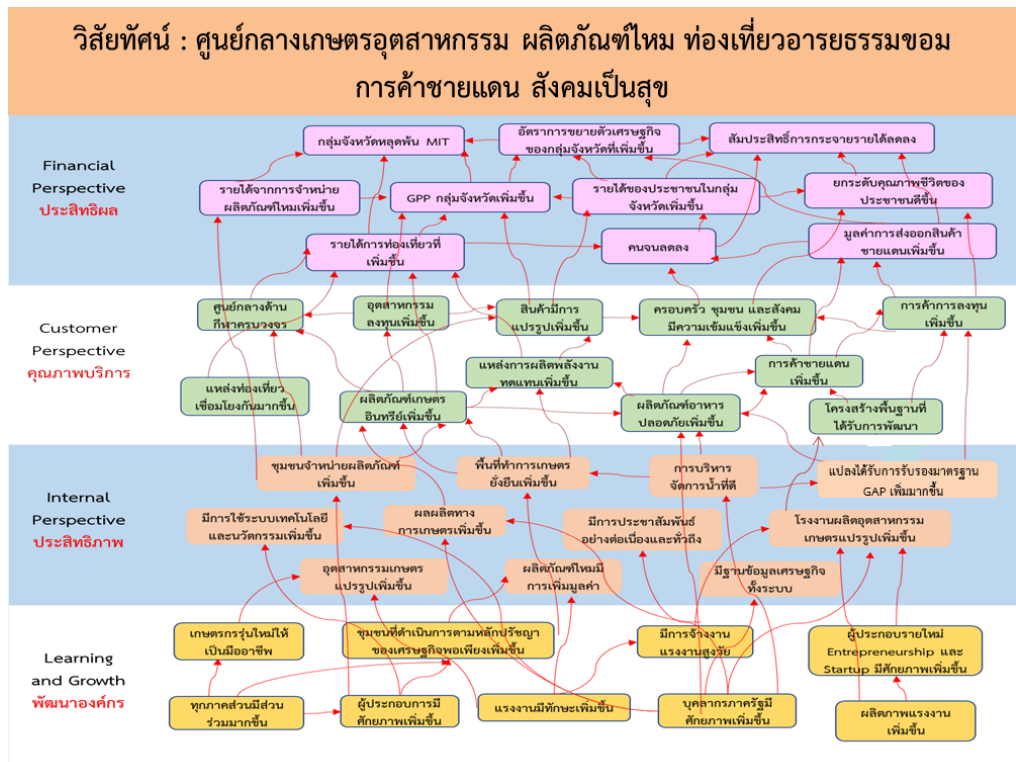 วิสัยทัศน์ : ศูนย์กลางเกษตรอุตสาหกรรม ผลิตภัณฑ์ไหม ท่องเที่ยวอารยธรรมขอม
การค้าชายแดน สังคมเป็นสุข
Financial
Perspective
ประสิทธิผล
กลุ่มจังหวัดหลุดพ้น MIT
อัตราการขยายตัวเศรษฐกิจ
ของกลุ่มจังหวัดที่เพิ่มขึ้น
สัมประสิทธิ์การกระจายรายได้ลดลง
รายได้จากการจำหน่าย
ผลิตภัณฑ์ไหมเพิ่มขึ้น
GPP กลุ่มจังหวัดเพิ่มขึ้น
รายได้ของประชาชนในกลุ่ม
จังหวัดเพิ่มขึ้น
ยกระดับคุณภาพชีวิตของ
ประชาชนดีขึ้น
รายได้การท่องเที่ยวที่
เพิ่มขึ้น
คนจนลดลง
มูลค่าการส่งออกสินค้า
ชายแดนเพิ่มขึ้น
Customer
Perspective
คุณภาพบริการ
ศูนย์กลางด้าน
กีฬาครบวงจร
อุตสาหกรรม
ลงทุนเพิ่มขึ้น
สินค้ามีการ
แปรรูปเพิ่มขึ้น
ครอบครัว ชุมชน และสังคม
มีความเข้มแข็งเพิ่มขึ้น
การค้าการลงทุน
เพิ่มขึ้น
แหล่งท่องเที่ยว
เชื่อมโยงกันมากขึ้น
ผลิตภัณฑ์เกษตร
อินทรีย์เพิ่มขึ้น
แหล่งการผลิตพลังงาน
ทดแทนเพิ่มขึ้น
ผลิตภัณฑ์อาหาร
ปลอดภัยเพิ่มขึ้น
การค้าชายแดน
เพิ่มขึ้น
โครงสร้างพื้นฐานที่
ได้รับการพัฒนา
Internal
Perspective
ประสิทธิภาพ
ชุมชนจำหน่ายผลิตภัณฑ์
เพิ่มขึ้น
พื้นที่ทำการเกษตร
ยั่งยืนเพิ่มขึ้น
การบริหาร
จัดการน้ำที่ดี
แปลงได้รับการรับรองมาตรฐาน
GAP เพิ่มมากขึ้น
มีการใช้ระบบเทคโนโลยี
และนวัตกรรมเพิ่มขึ้น
ผลผลิตทาง
การเกษตรเพิ่มขึ้น
มีการประชาสัมพันธ์
อย่างต่อเนื่องและทั่วถึง
โรงงานผลิตอุตสาหกรรม
เกษตรแปรรูปเพิ่มขึ้น
อุตสาหกรรมเกษตร
แปรรูปเพิ่มขึ้น
ผลิตภัณฑ์ไหมมี
การเพิ่มมูลค่า
มีฐานข้อมูลเศรษฐกิจ
ทั้งระบบ
Learning
and Growth
พัฒนาองค์กร
เกษตรกรรุ่นใหม่ให้
เป็นมืออาชีพ
ชุมชนที่ดำเนินการตามหลักปรัชญา
ของเศรษฐกิจพอเพียงเพิ่มขึ้น
มีการจ้างงาน
แรงงานสูงวัย
ผู้ประกอบรายใหม่
Entrepreneurship และ
Startup มีศักยภาพเพิ่มขึ้น
ทุกภาคส่วนมีส่วน
ร่วมมากขึ้น
ผู้ประกอบการมี
ศักยภาพเพิ่มขึ้น
แรงงานมีทักษะเพิ่มขึ้น
บุคลากรภาครัฐมี
ศักยภาพเพิ่มขึ้น
ผลิตภาพแรงงาน
เพิ่มขึ้น